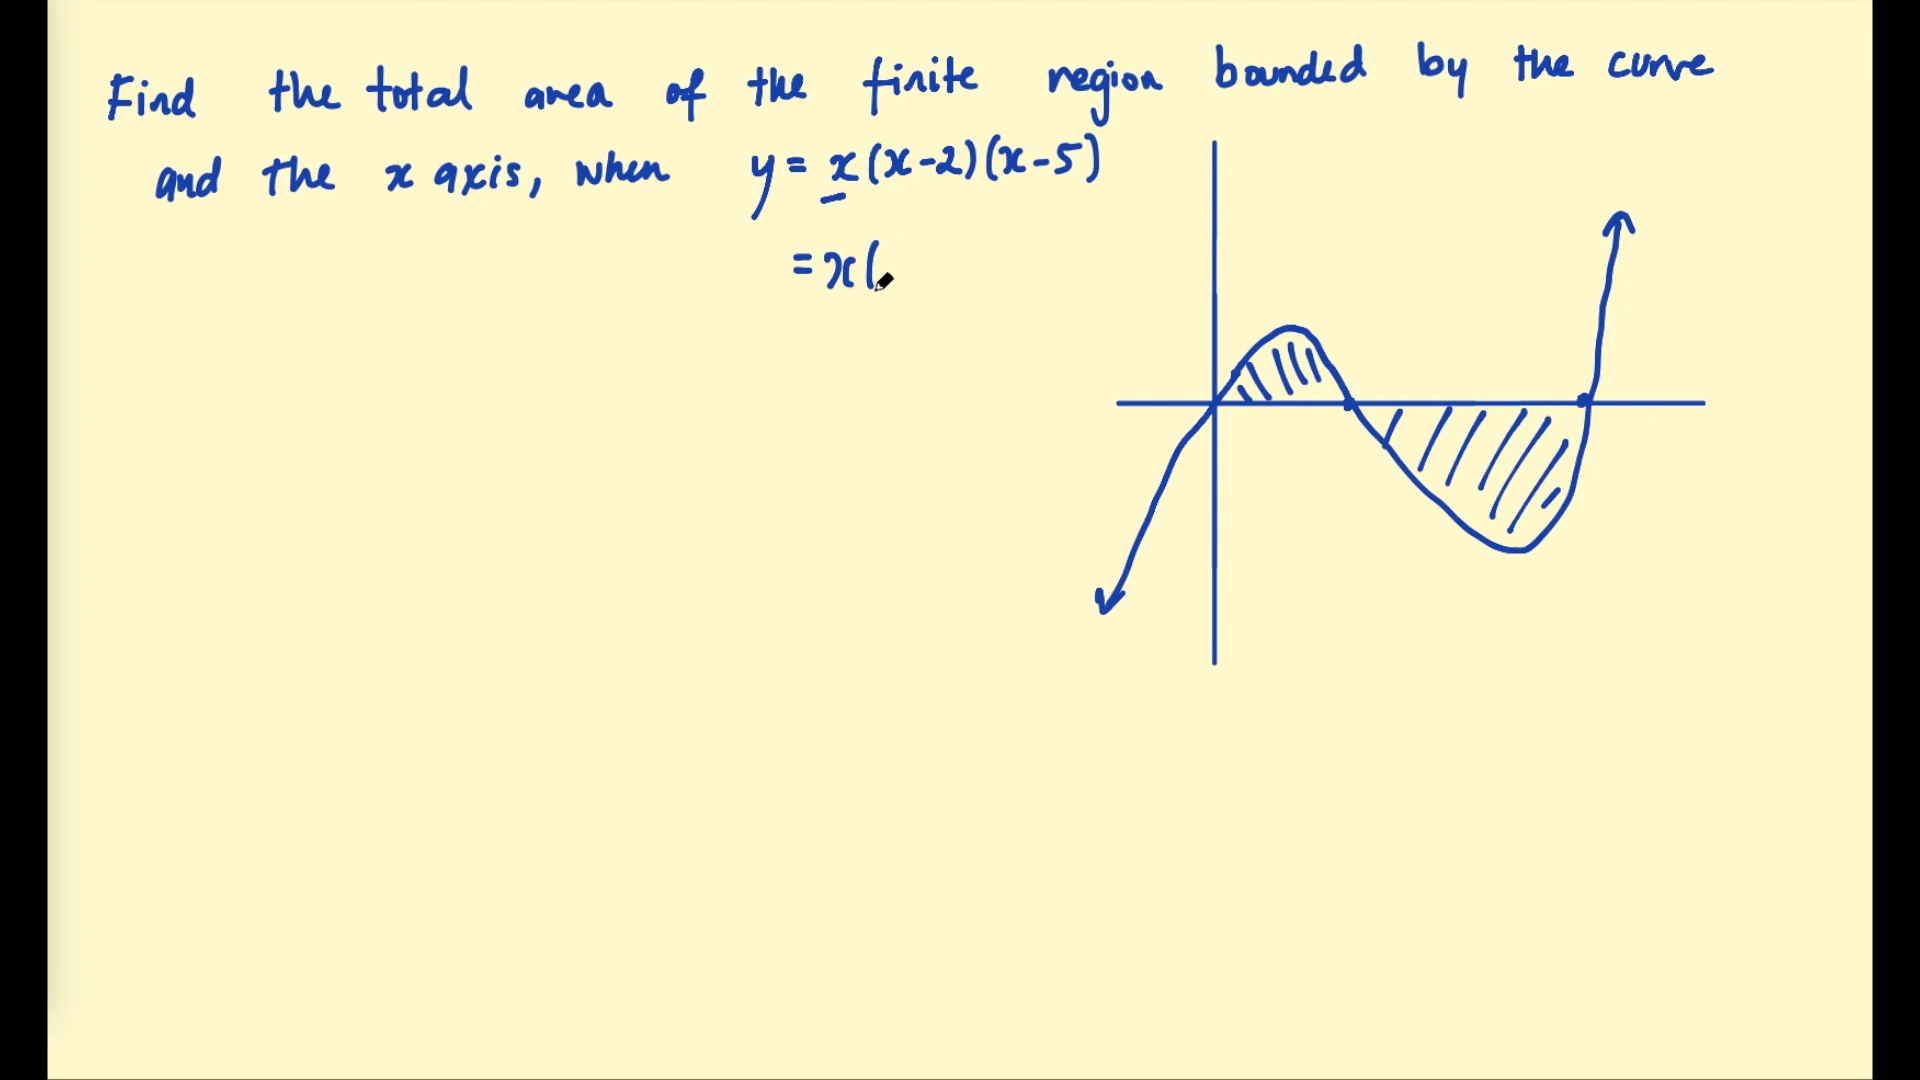 Find the total area of the finite region bounded by the curve
and the x axis, when y = x(x-2)(x-5)
= x(